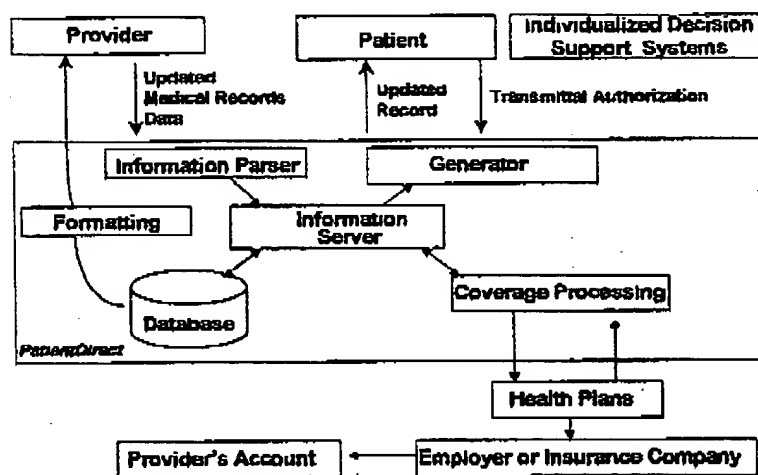 Provider
Patient
Individualized Decision
Support Systems
Updated
Medical Records
Data
Updated
Record
Transmittal Authorization
Information Parser
Generator
Formatting
Information
Server
Database
Coverage Processing
PatientDirect
Health Plans
Provider's Account
Employer or Insurance Company